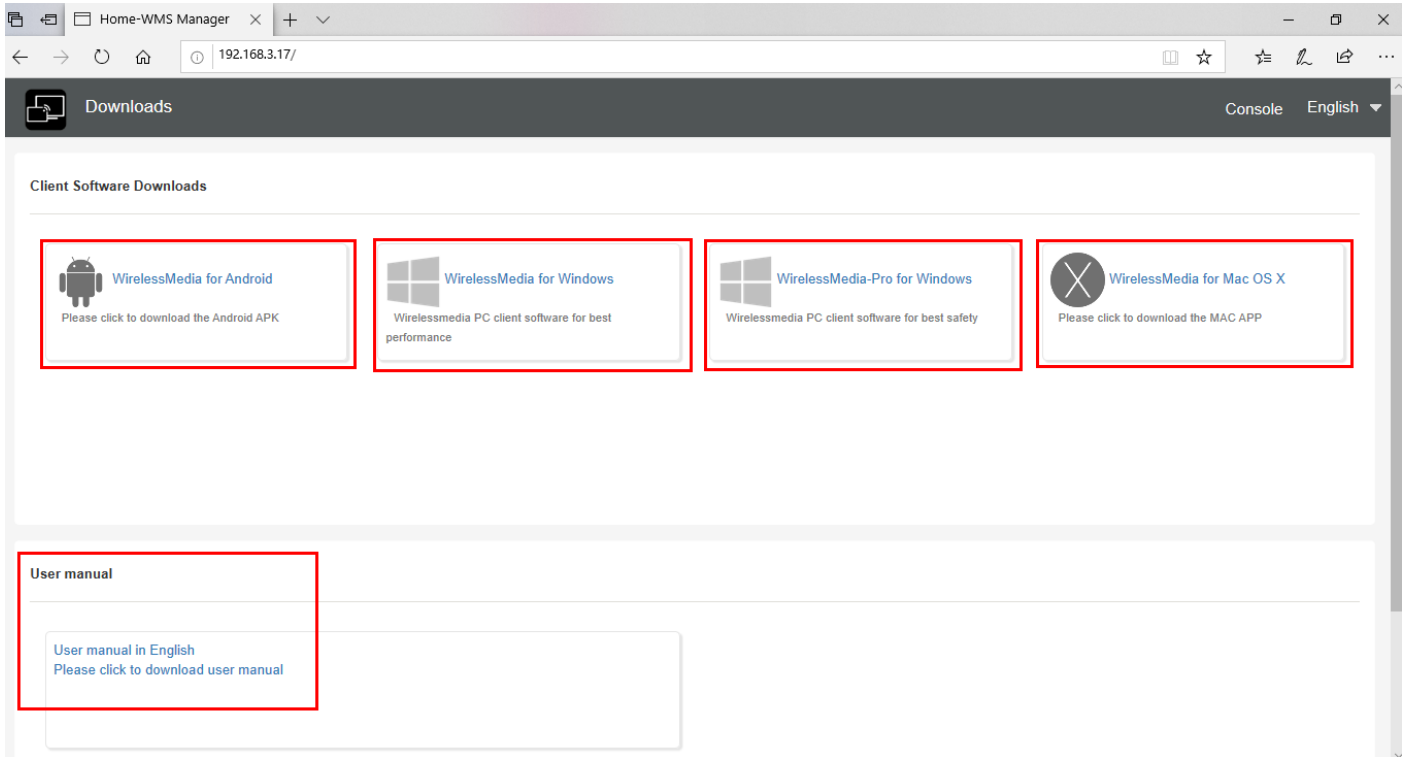 Home-WMS Manager
192.168.3.17/
Downloads
Console
English
Client Software Downloads
WirelessMedia for Android
Please click to download the Android APK
WirelessMedia for Windows
Wirelessmedia PC client software for best
performance
WirelessMedia-Pro for Windows
Wirelessmedia PC client software for best safety
X
WirelessMedia for Mac OS X
Please click to download the MAC APP
User manual
User manual in English
Please click to download user manual